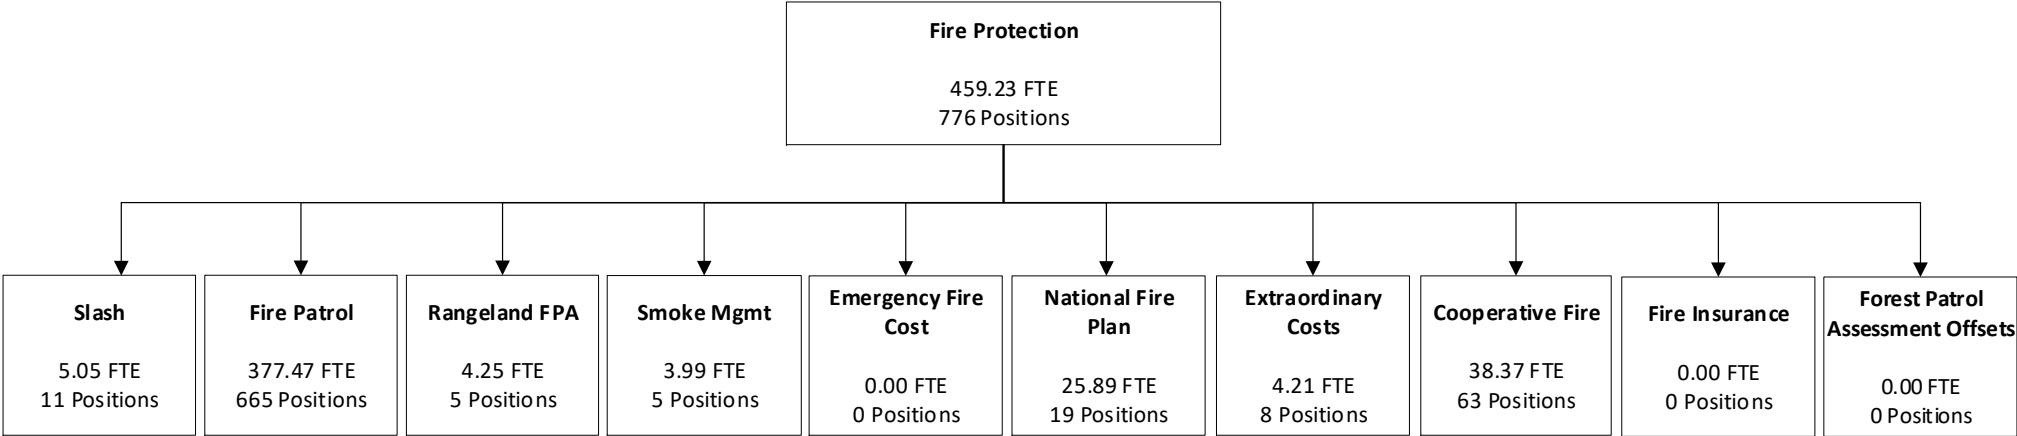 Fire Protection
459.23 FTE
776 Positions
Slash
5.05 FTE
11 Positions
Fire Patrol
377.47 FTE
665 Positions
Rangeland FPA
4.25 FTE
5 Positions
Smoke Mgmt
3.99 FTE
5 Positions
Emergency Fire
Cost
0.00 FTE
0 Positions
National Fire
Plan
25.89 FTE
19 Positions
Extraordinary
Costs
4.21 FTE
8 Positions
Cooperative Fire
38.37 FTE
63 Positions
Fire Insurance
0.00 FTE
0 Positions
Forest Patrol
Assessment Offsets
0.00 FTE
0 Positions